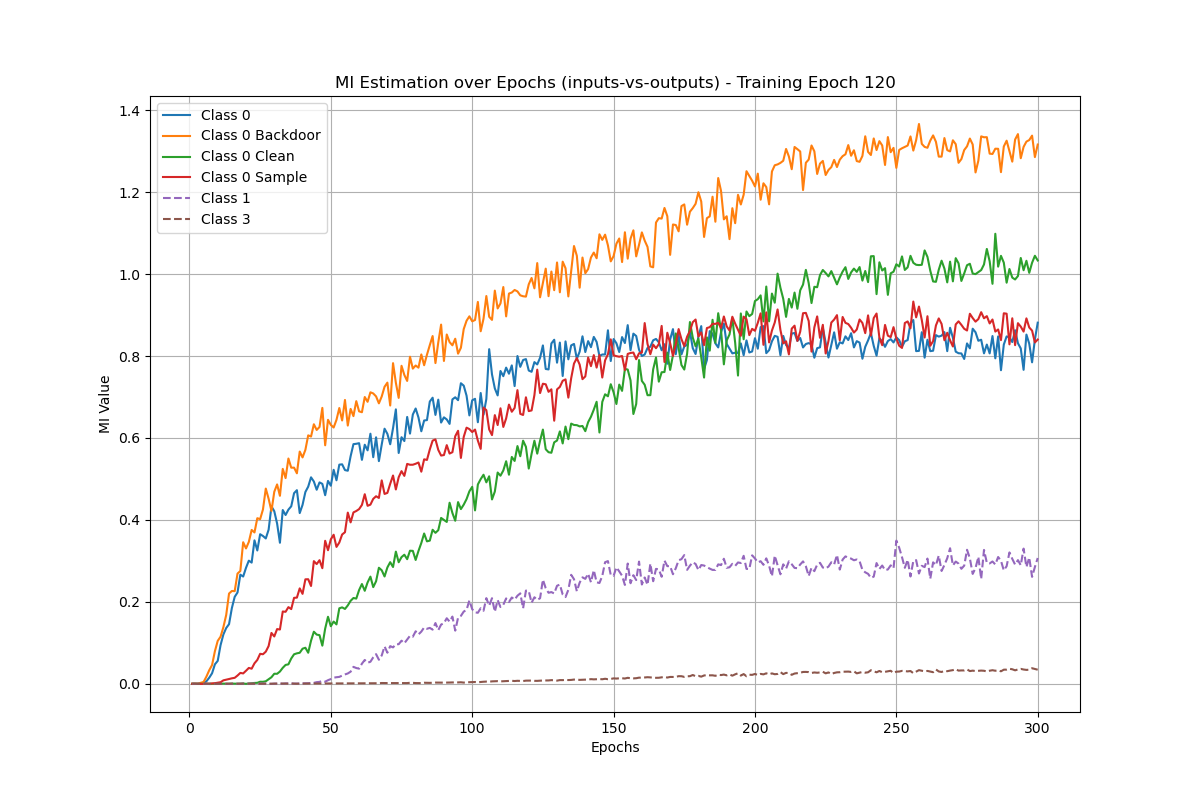 MI Estimation over Epochs (inputs-vs-outputs) - Training Epoch 120
Class 0
Class 0 Backdoor
Class 0 Clean
Class 0 Sample
Class 1
Class 3
MI Value
1.4
1.2
1.0
0.8
0.6
0.4
0.2
0.0
0 50 100 150 200 250 300
Epochs